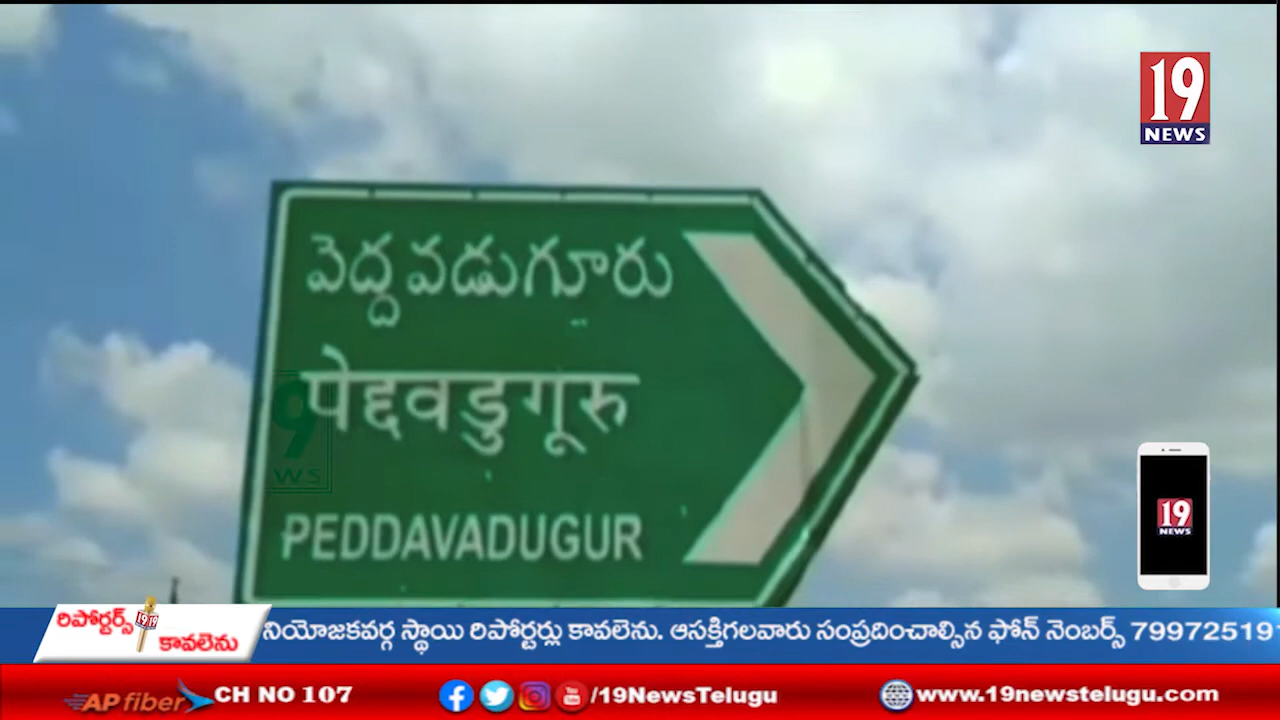 19
NEWS
పెద్దవడుగూరు
पेद्दवडुगूरु
PEDDAVADUGUR
19
NEWS
రిపోర్టర్స్ కావలెను
నియోజకవర్గ స్థాయి రిపోర్టర్లు కావలెను. ఆసక్తిగలవారు సంప్రదించాల్సిన ఫోన్ నెంబర్స్ 799725191
AP fiber CH NO 107 /19NewsTelugu www.19newstelugu.com